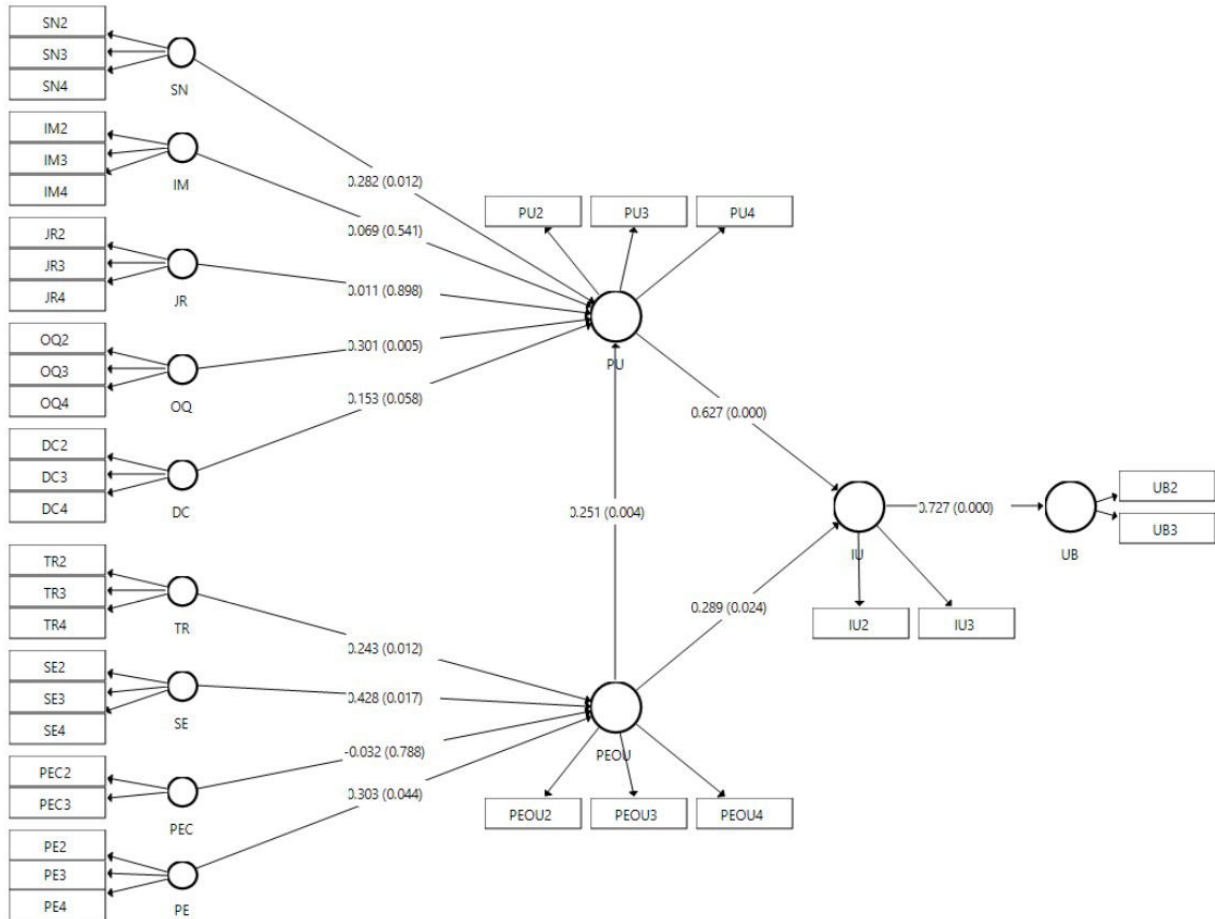 SN2
SN3
SN4
SN
IM2
IM3
IM4
IM
JR2
JR3
JR4
JR
OQ2
OQ3
OQ4
OQ
DC2
DC3
DC4
DC
TR2
TR3
TR4
TR
SE2
SE3
SE4
SE
PEC2
PEC3
PEC
PE2
PE3
PE4
PE
0.282 (0.012)
0.069 (0.541)
0.011 (0.898)
0.301 (0.005)
0.153 (0.058)
0.243 (0.012)
0.428 (0.017)
-0.032 (0.788)
0.303 (0.044)
PU2
PU3
PU4
PU
0.251 (0.004)
PEOU
PEOU2
PEOU3
PEOU4
0.627 (0.000)
0.289 (0.024)
IU
IU2
IU3
0.727 (0.000)
UB
UB2
UB3